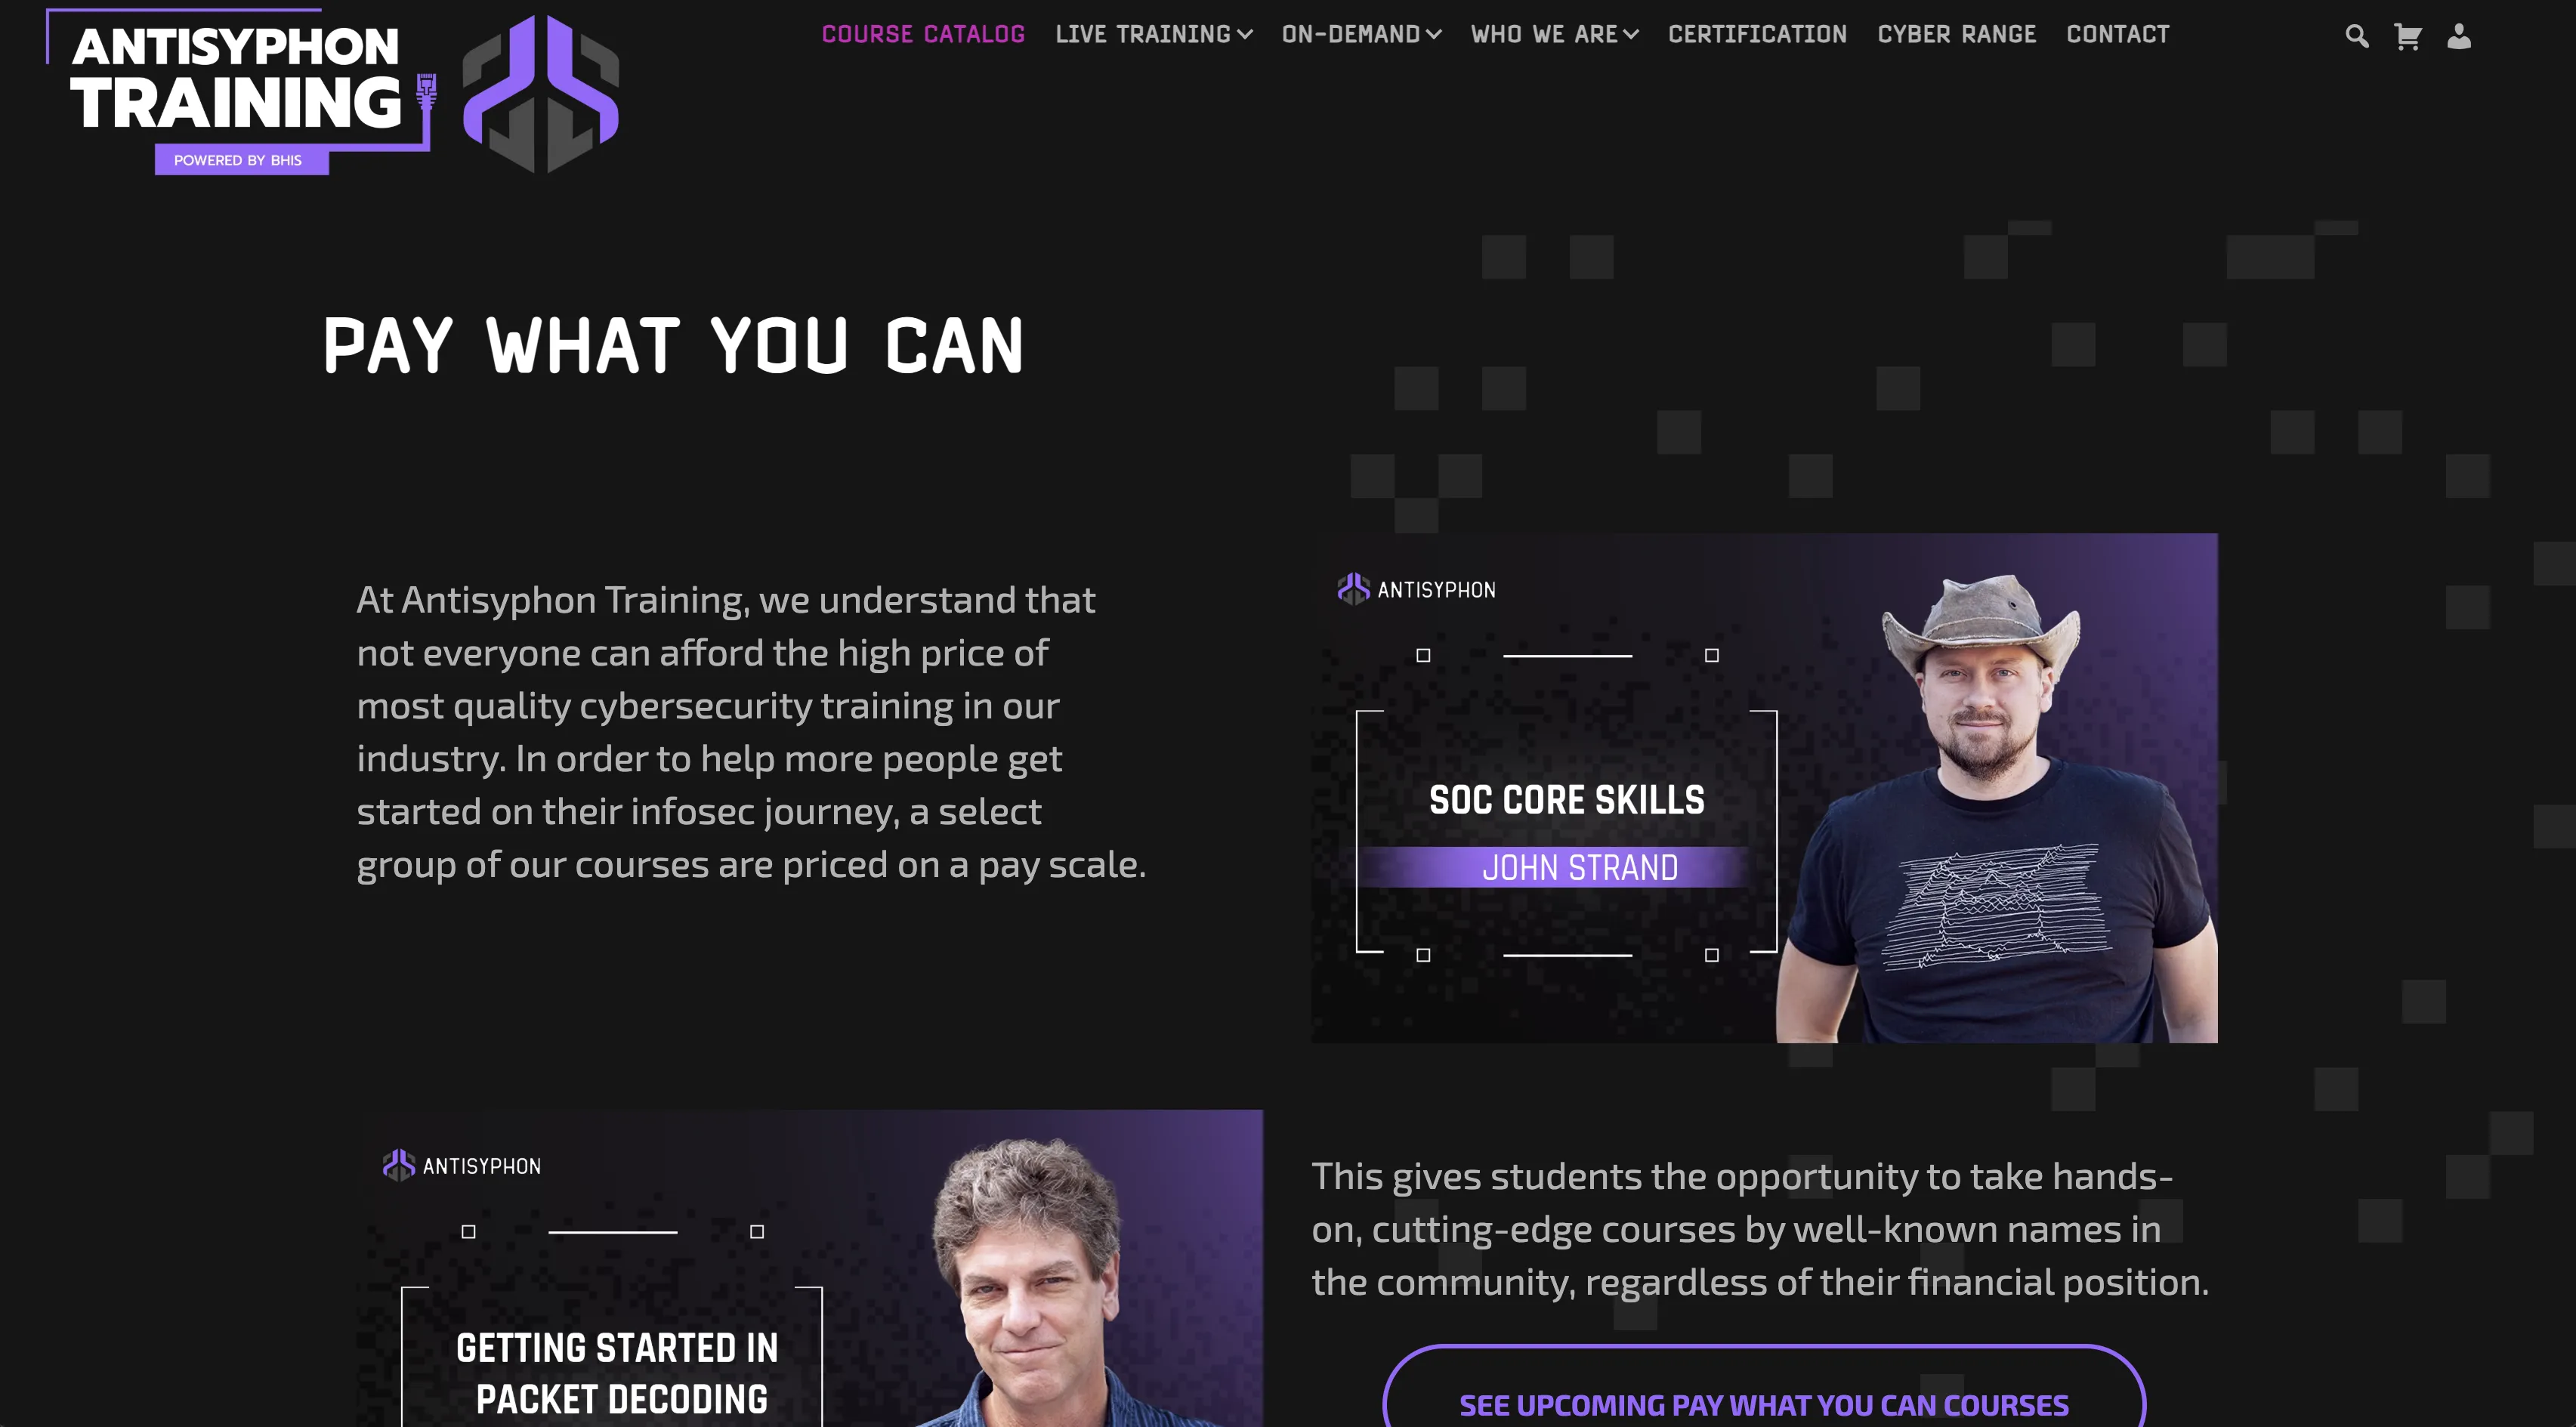 ANTISYPHON
TRAINING
POWERED BY BHIS
COURSE CATALOG LIVE TRAINING ON-DEMAND WHO WE ARE CERTIFICATION CYBER RANGE CONTACT
PAY WHAT YOU CAN
At Antisyphon Training, we understand that
not everyone can afford the high price of
most quality cybersecurity training in our
industry. In order to help more people get
started on their infosec journey, a select
group of our courses are priced on a pay scale.
ANTISYPHON
SOC CORE SKILLS
JOHN STRAND
ANTISYPHON
GETTING STARTED IN
PACKET DECODING
This gives students the opportunity to take hands-
on, cutting-edge courses by well-known names in
the community, regardless of their financial position.
SEE UPCOMING PAY WHAT YOU CAN COURSES